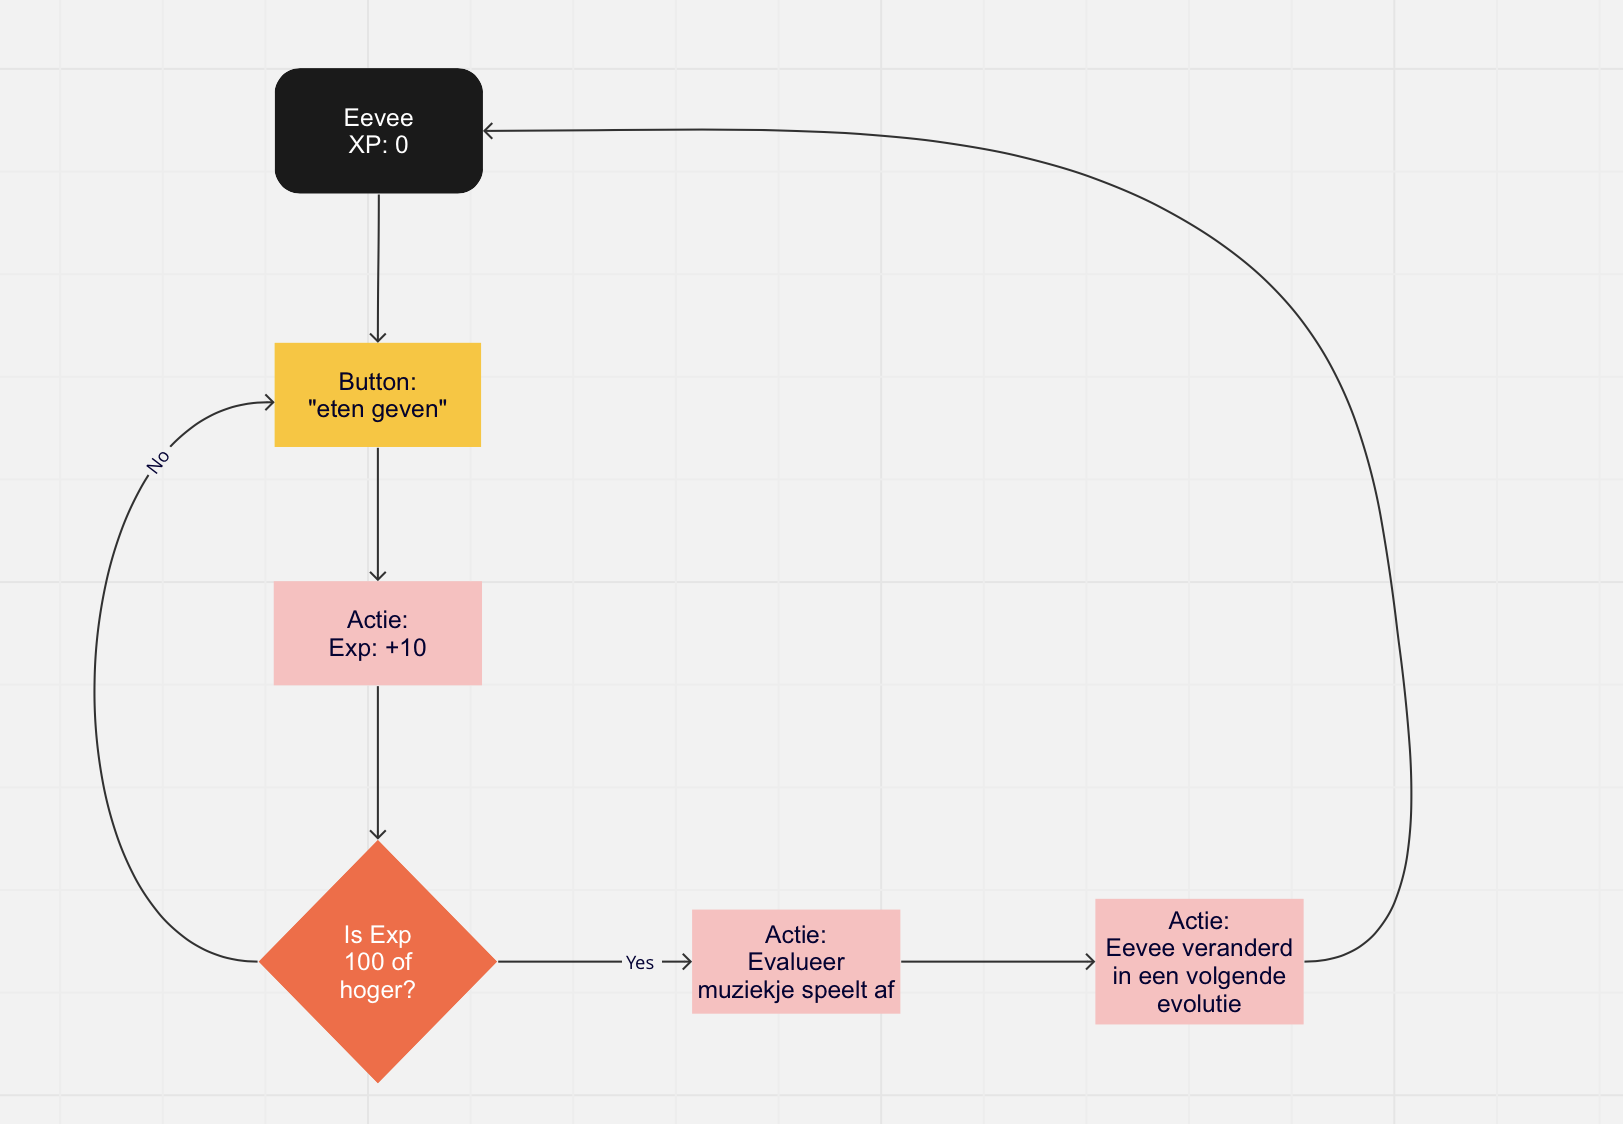 Eevee
XP: 0
Button:
"eten geven"
No
Actie:
Exp: +10
Is Exp
100 of
hoger?
Yes
Actie:
Evalueer
muziekje speelt af
Actie:
Eevee veranderd
in een volgende
evolutie